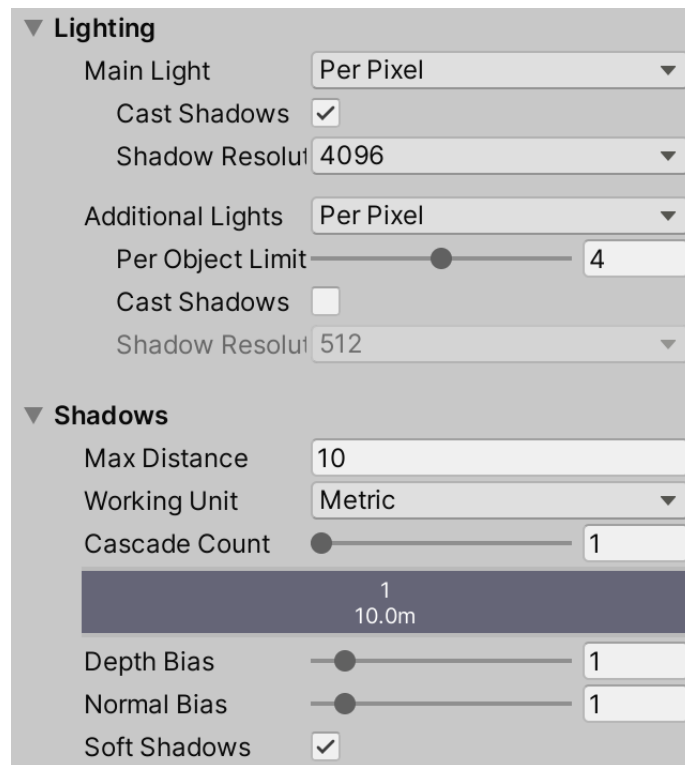 Lighting
Main Light Per Pixel
Cast Shadows
Shadow Resolut 4096
Additional Lights Per Pixel
Per Object Limit 4
Cast Shadows
Shadow Resolut 512
Shadows
Max Distance 10
Working Unit Metric
Cascade Count 1
1
10.0m
Depth Bias 1
Normal Bias 1
Soft Shadows